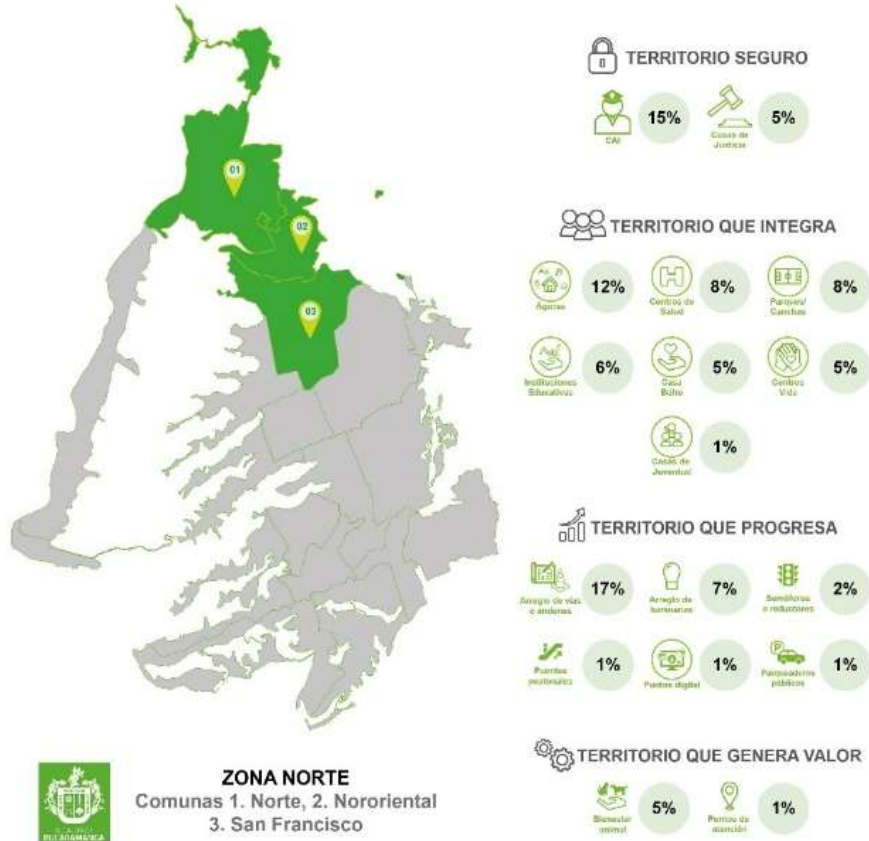 01
02
03
TERRITORIO SEGURO
CAI
15%
Casas de
Justicia
5%
TERRITORIO QUE INTEGRA
Ágoras
12%
Centros de
Salud
8%
Parques/
Canchas
8%
Instituciones
Educativas
6%
Casa
Búho
5%
Centros
Vida
5%
Casas de
Juventud
1%
TERRITORIO QUE PROGRESA
Arreglo de vías
o andenes
17%
Arreglo de
luminarias
7%
Semáforos
o reductores
2%
Puentes
peatonales
1%
Puntos digital
1%
Parqueaderos
públicos
1%
TERRITORIO QUE GENERA VALOR
Bienestar
animal
5%
Puntos de
atención
1%
ZONA NORTE
Comunas 1. Norte, 2. Nororiental
3. San Francisco
ALCALDÍA DE
BUCARAMANGA